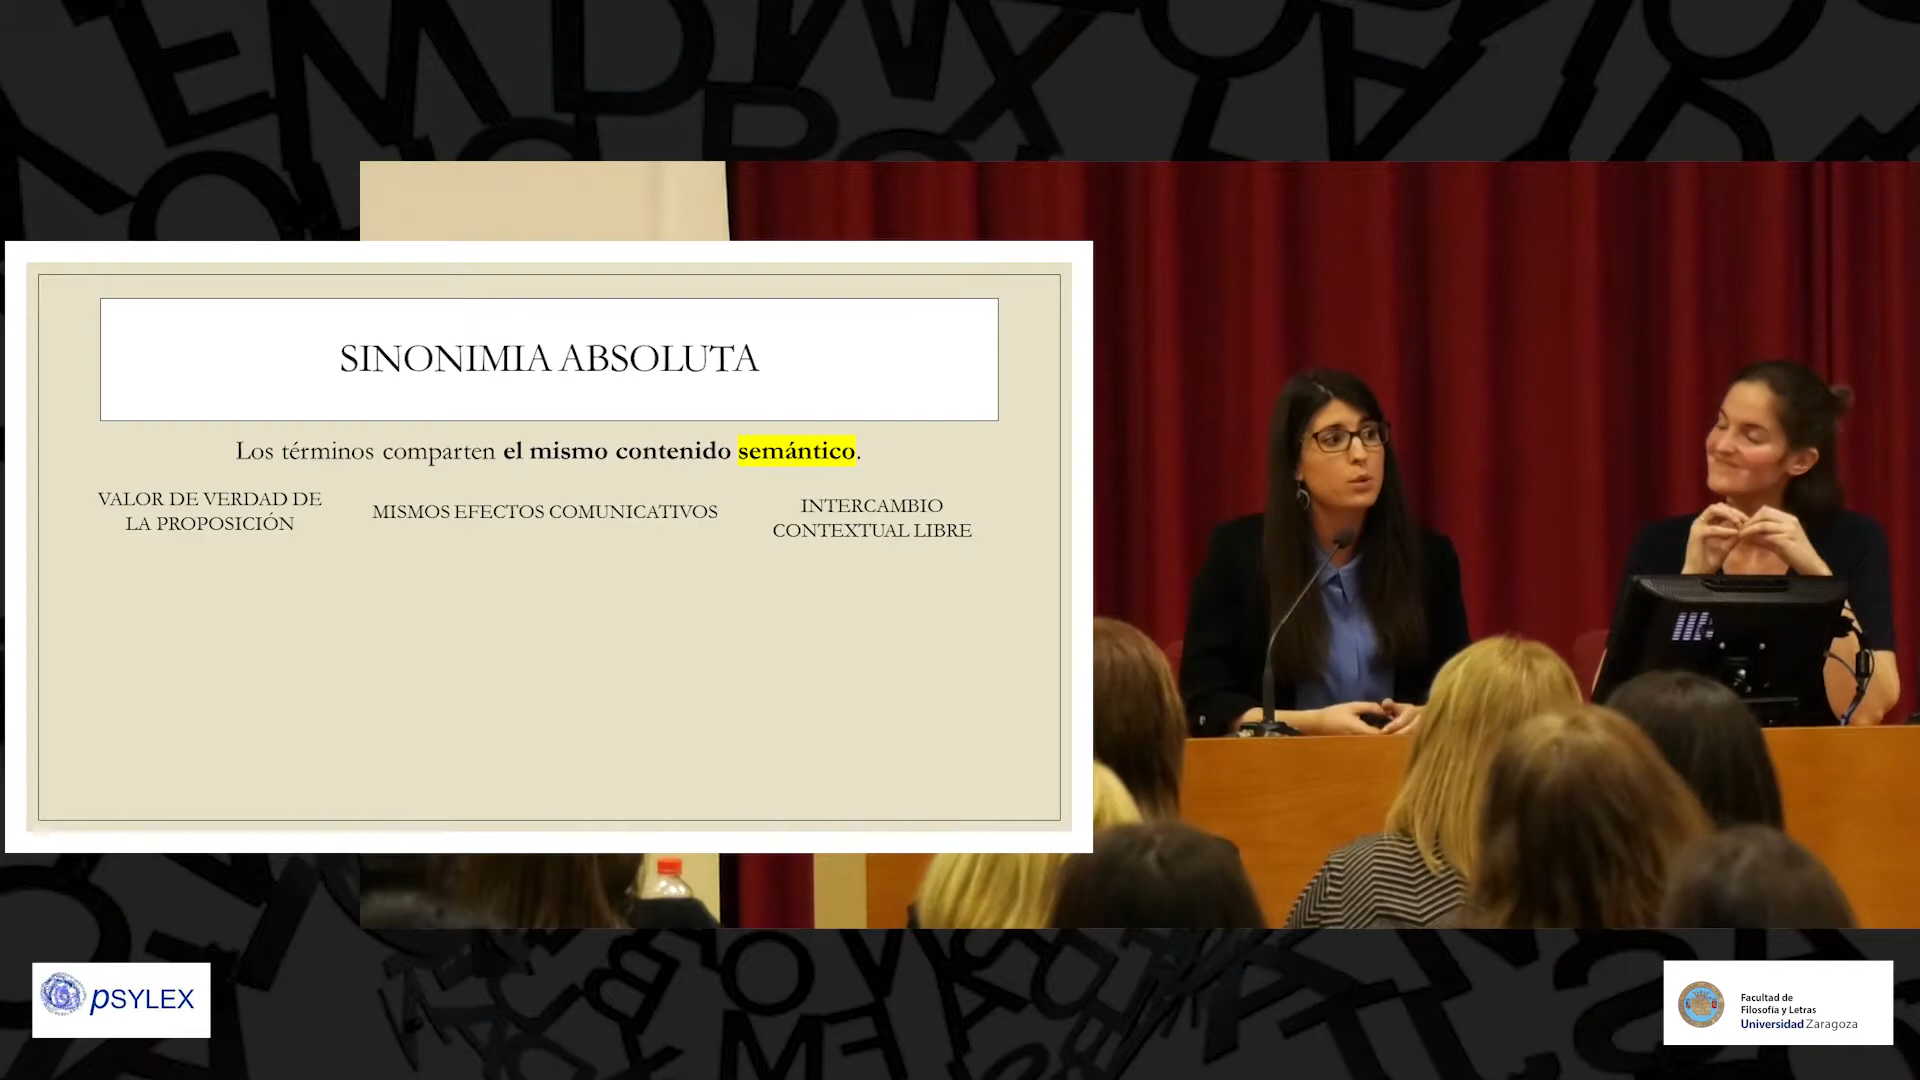 SINONIMIA ABSOLUTA
Los términos comparten el mismo contenido semántico.
VALOR DE VERDAD DE
LA PROPOSICIÓN
MISMOS EFECTOS COMUNICATIVOS
INTERCAMBIO
CONTEXTUAL LIBRE
PSYLEX
Facultad de
Filosofía y Letras
Universidad Zaragoza